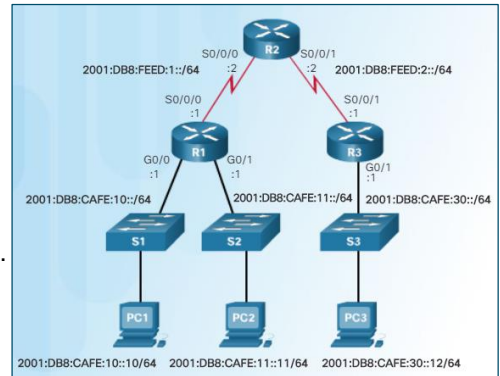 S0/0/0
:2
R2
S0/0/1
:2
2001:DB8:FEED:1::/64
2001:DB8:FEED:2::/64
S0/0/0
:1
S0/0/1
:1
R1
R3
G0/0
:1
G0/1
:1
G0/1
:1
2001:DB8:CAFE:10::/64
2001:DB8:CAFE:11::/64
2001:DB8:CAFE:30::/64
S1
S2
S3
.
PC1
PC2
PC3
2001:DB8:CAFE:10::10/64
2001:DB8:CAFE:11::11/64
2001:DB8:CAFE:30::12/64